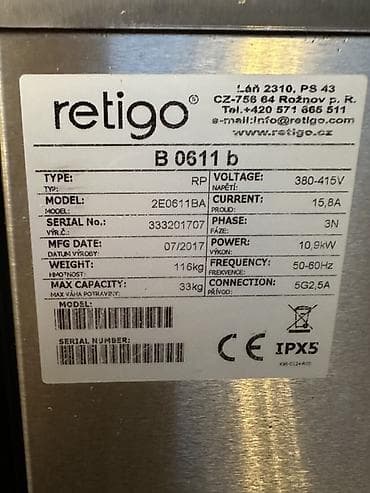 retigo®
Láň 2310, PS 43
CZ-756 64 Rožnov p. R.
Tel.+420 571 665 511
e-mail:info@retigo.cz
www.retigo.cz
B 0611 b
TYPE: RP
TYP:
VOLTAGE: 380-415V
NAPĚTÍ:
MODEL: 2E0611BA
MODEL:
CURRENT: 15,8A
PROUD:
SERIAL No.: 333201707
VÝR.Č.:
PHASE: 3N
FÁZE:
MFG DATE: 07/2017
DATUM VÝROBY:
POWER: 10,9kW
VÝKON:
WEIGHT: 116kg
HMOTNOST:
FREQUENCY: 50-60Hz
FREKVENCE:
MAX CAPACITY: 33kg
MAX VÁHA POTRAVIN:
CONNECTION: 5G2,5A
PŘÍVOD:
MODEL:
SERIAL NUMBER:
CE IPX5